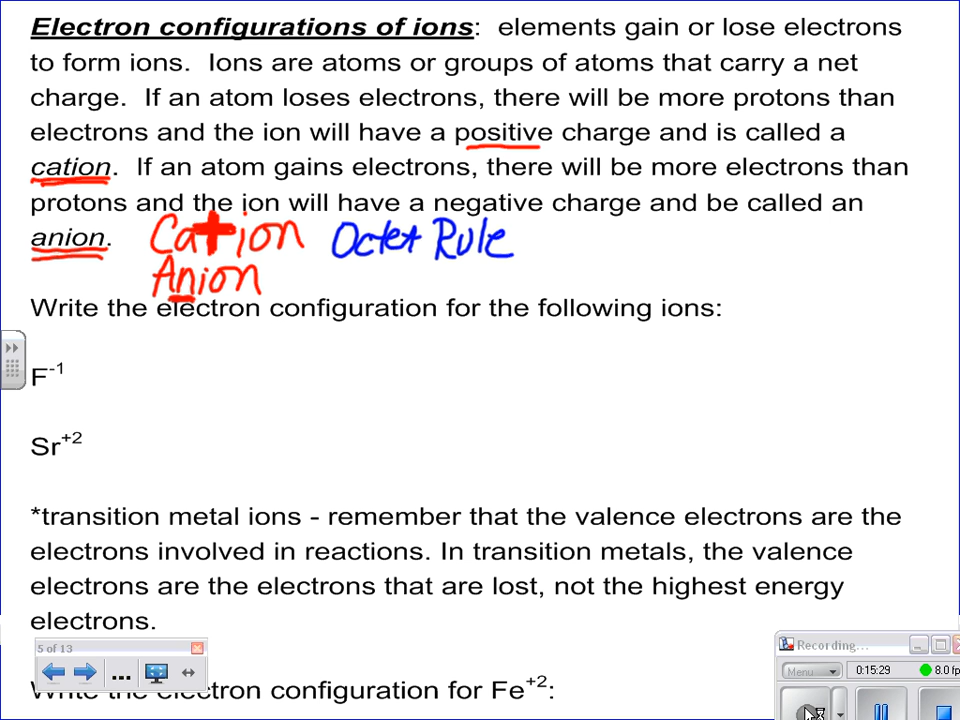 Electron configurations of ions: elements gain or lose electrons
to form ions. Ions are atoms or groups of atoms that carry a net
charge. If an atom loses electrons, there will be more protons than
electrons and the ion will have a positive charge and is called a
cation. If an atom gains electrons, there will be more electrons than
protons and the ion will have a negative charge and be called an
anion. Ca+ion Octet Rule
Anion
Write the electron configuration for the following ions:
F-1
Sr+2
*transition metal ions - remember that the valence electrons are the
electrons involved in reactions. In transition metals, the valence
electrons are the electrons that are lost, not the highest energy
electrons.
5 of 13
Recording...
Menu 0:15:29 8.0 fp
...
Write the electron configuration for Fe+2: